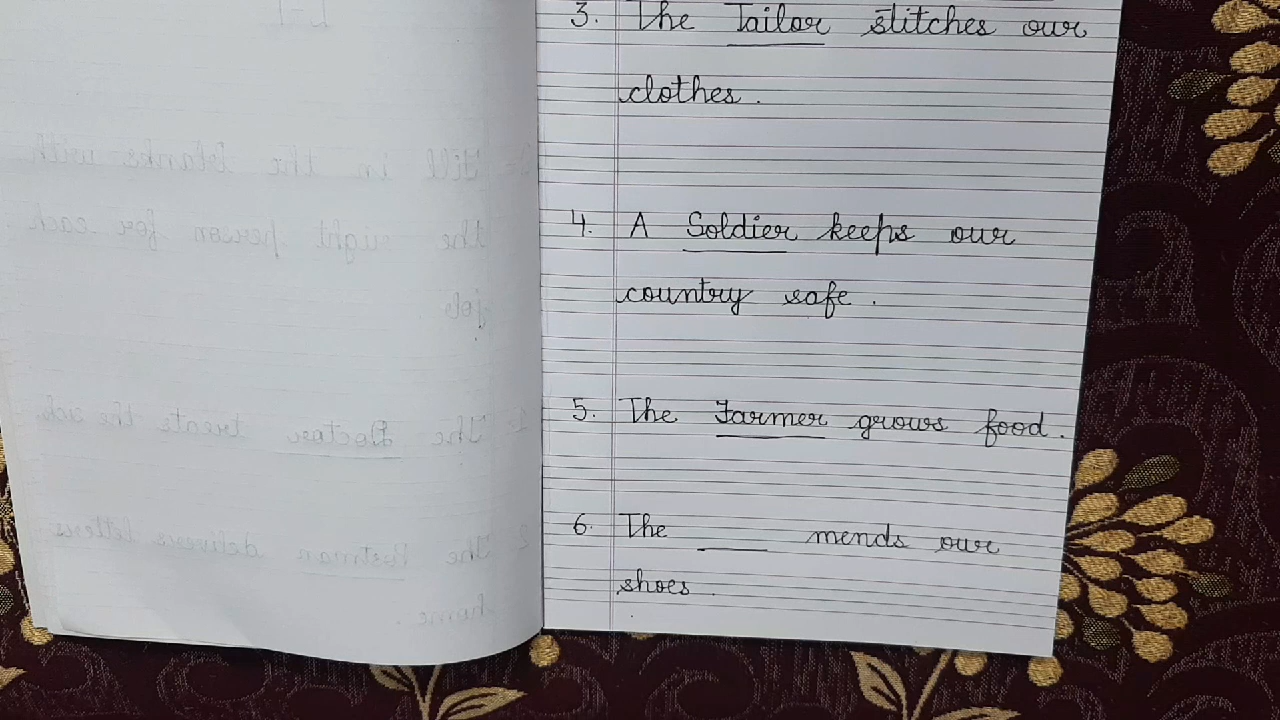 3. The Tailor stitches our
clothes.
4. A Soldier keeps our
country safe.
5. The Farmer grows food.
6. The ____ mends our
shoes.